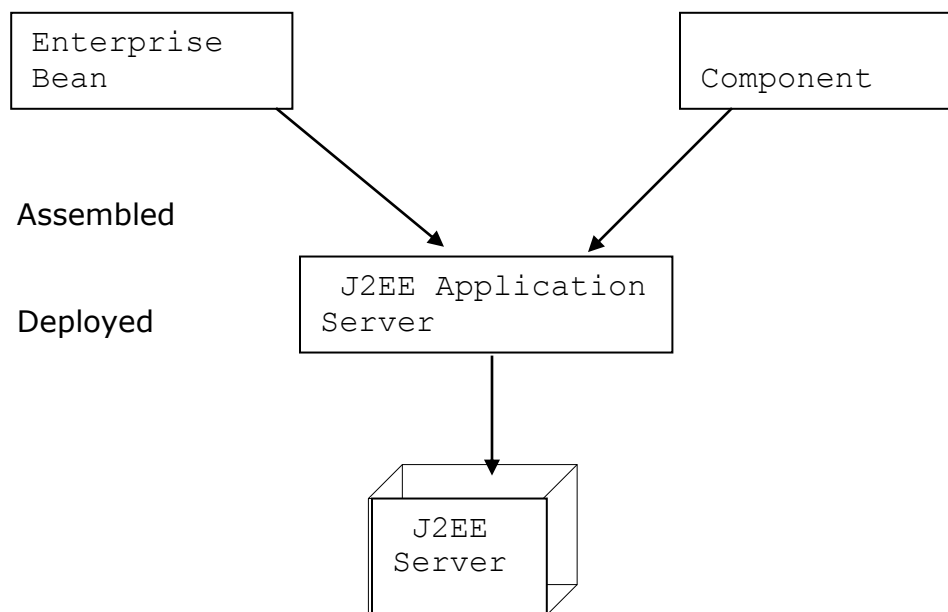 Enterprise
Bean
Component
Assembled
J2EE Application
Server
Deployed
J2EE
Server